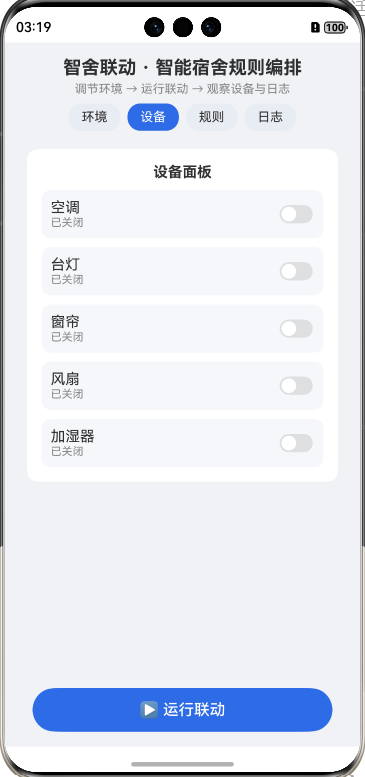 03:19
100
智舍联动 · 智能宿舍规则编排
调节环境 → 运行联动 → 观察设备与日志
环境 设备 规则 日志
设备面板
空调
已关闭
台灯
已关闭
窗帘
已关闭
风扇
已关闭
加湿器
已关闭
运行联动